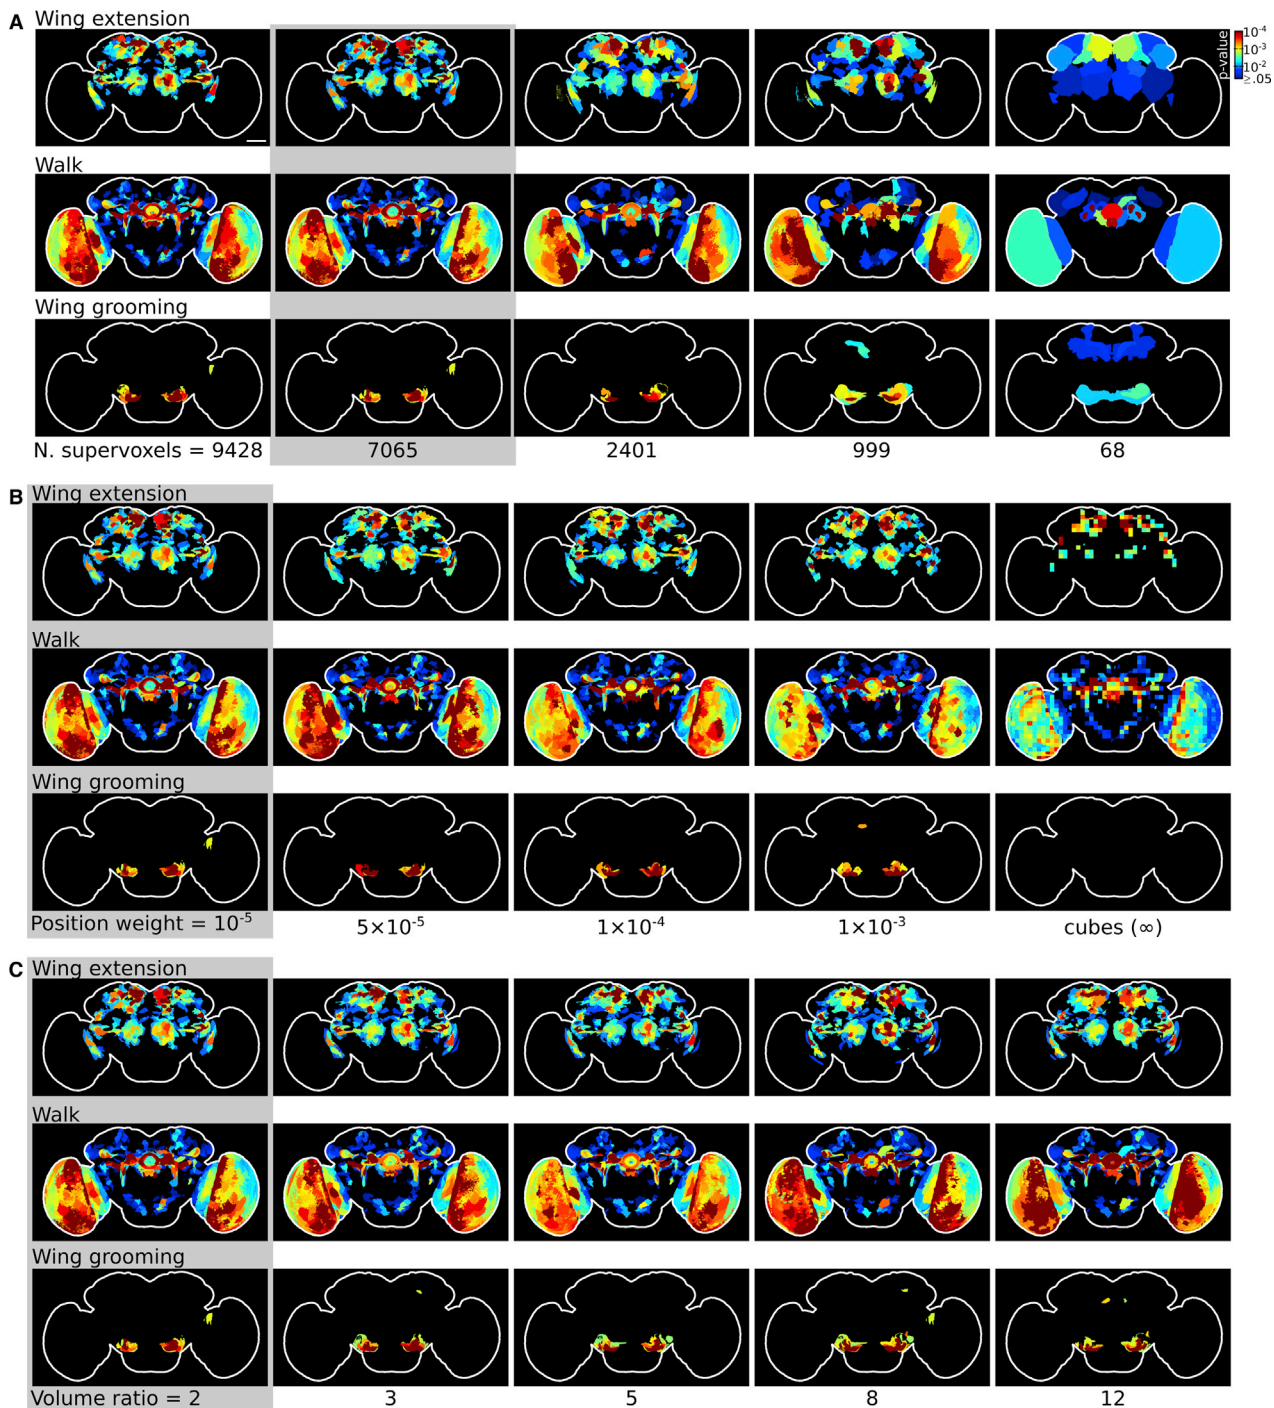 A
Wing extension
p-value
10⁻⁴
10⁻³
10⁻²
≥.05
Walk
Wing grooming
N. supervoxels = 9428 7065 2401 999 68
B
Wing extension
Walk
Wing grooming
Position weight = 10⁻⁵ 5×10⁻⁵ 1×10⁻⁴ 1×10⁻³ cubes (∞)
C
Wing extension
Walk
Wing grooming
Volume ratio = 2 3 5 8 12